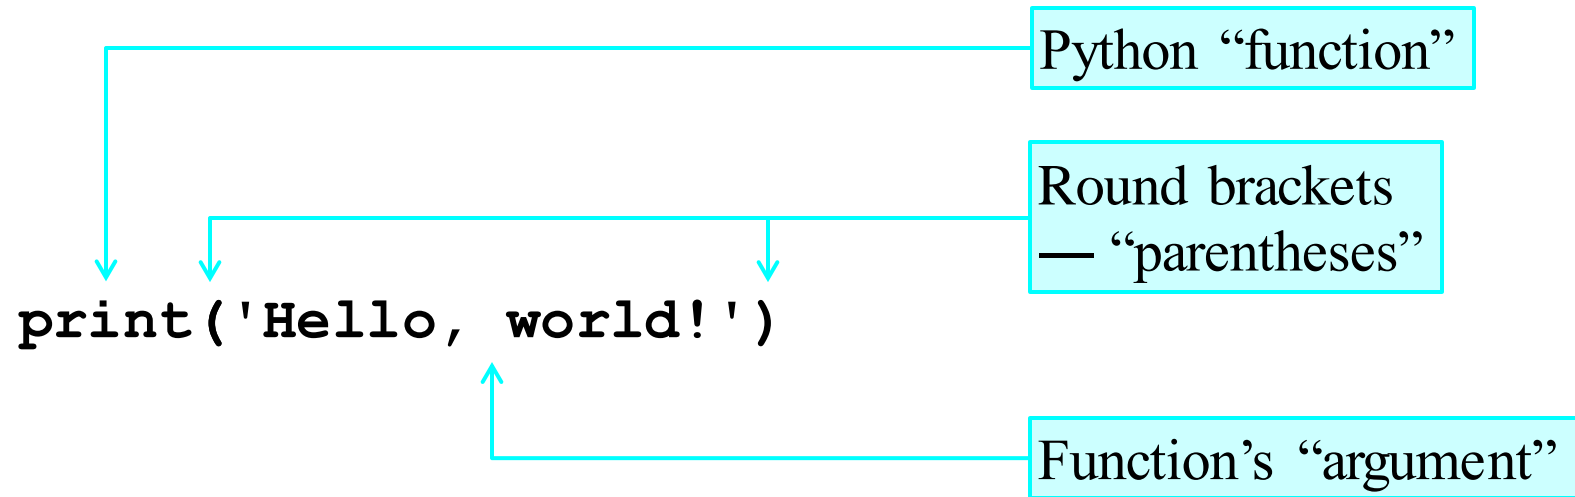 Python “function”
Round brackets
— “parentheses”
print('Hello, world!')
Function’s “argument”